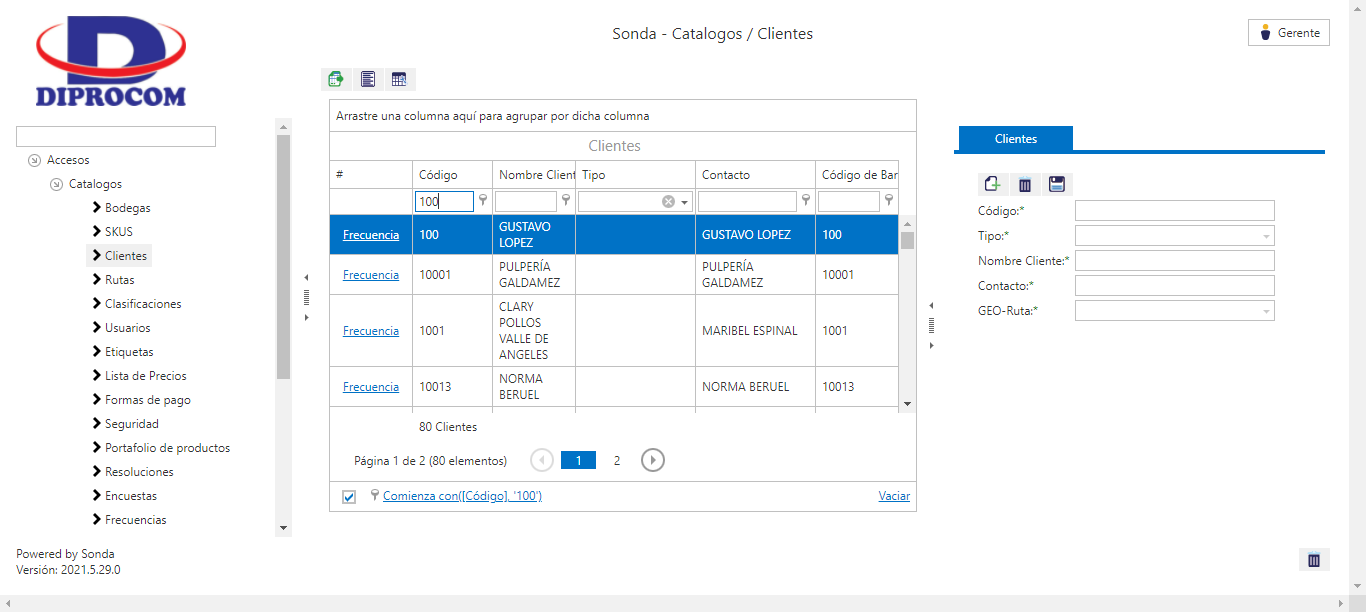 DIPROCOM
Sonda - Catalogos / Clientes
Gerente
Accesos
Catalogos
Bodegas
SKUS
Clientes
Rutas
Clasificaciones
Usuarios
Etiquetas
Lista de Precios
Formas de pago
Seguridad
Portafolio de productos
Resoluciones
Encuestas
Frecuencias
Powered by Sonda
Versión: 2021.5.29.0
Arrastre una columna aquí para agrupar por dicha columna
Clientes
# Código Nombre Client Tipo Contacto Código de Bar
100
Frecuencia 100 GUSTAVO LOPEZ GUSTAVO LOPEZ 100
Frecuencia 10001 PULPERÍA GALDAMEZ PULPERÍA GALDAMEZ 10001
Frecuencia 1001 CLARY POLLOS VALLE DE ANGELES MARIBEL ESPINAL 1001
Frecuencia 10013 NORMA BERUEL NORMA BERUEL 10013
80 Clientes
Página 1 de 2 (80 elementos) 1 2
Comienza con([Código], '100') Vaciar
Clientes
Código:*
Tipo:*
Nombre Cliente:*
Contacto:*
GEO-Ruta:*